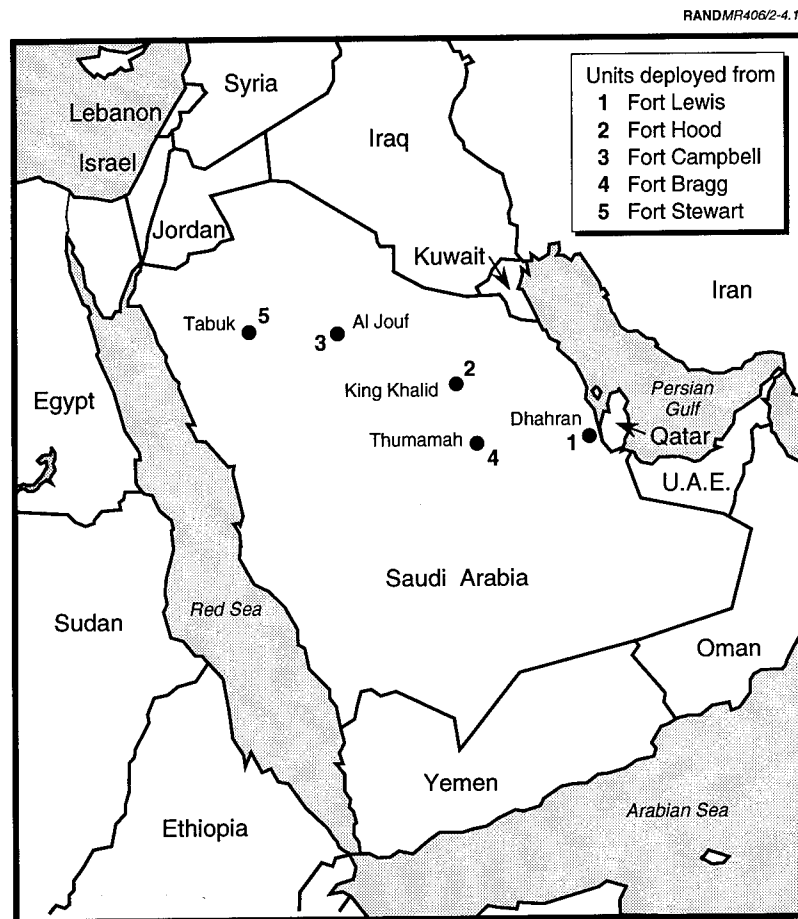 RANDMR406/2-4.1
Units deployed from
1 Fort Lewis
2 Fort Hood
3 Fort Campbell
4 Fort Bragg
5 Fort Stewart
Syria
Lebanon
Iraq
Israel
Jordan
Kuwait
Iran
Tabuk
5
3
Al Jouf
2
King Khalid
Egypt
Persian
Gulf
Dhahran
1
Qatar
Thumamah
4
U.A.E.
Saudi Arabia
Red Sea
Sudan
Oman
Yemen
Arabian Sea
Ethiopia